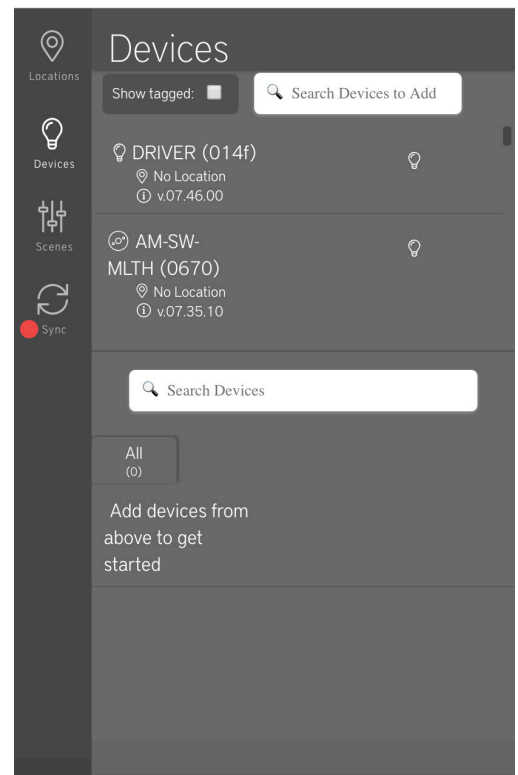 Locations
Devices
Scenes
Sync
Devices
Show tagged:
Search Devices to Add
DRIVER (014f)
No Location
v.07.46.00
AM-SW-
MLTH (0670)
No Location
v.07.35.10
Search Devices
All
(0)
Add devices from
above to get
started